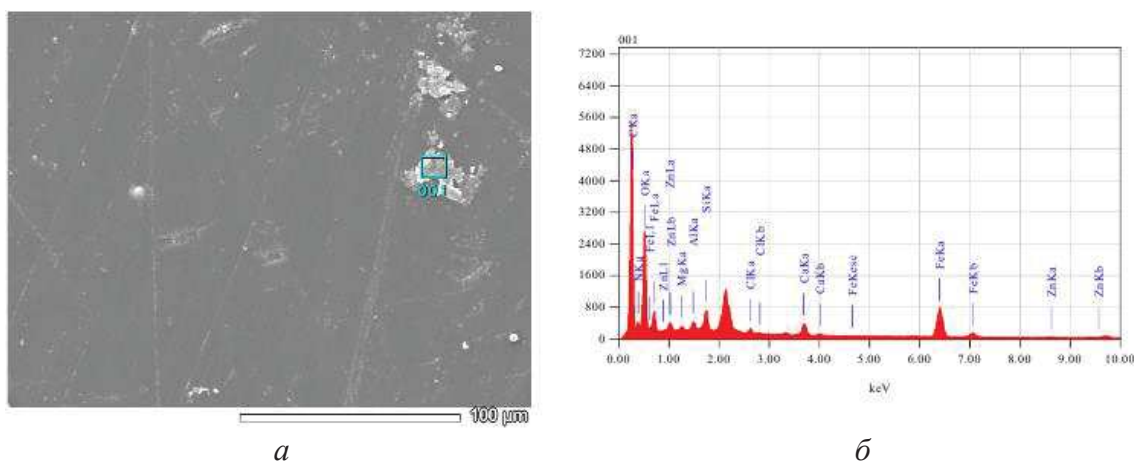 001
100 µm
а
001
7200
6400
5600
4800
4000
3200
2400
1600
800
0
CKa
NKa
OKa
FeLl
FeLa
ZnLl
ZnLb
ZnLa
MgKa
AlKa
SiKa
ClKa
ClKb
CaKa
CaKb
FeKesc
FeKa
FeKb
ZnKa
ZnKb
0.00 1.00 2.00 3.00 4.00 5.00 6.00 7.00 8.00 9.00 10.00
keV
б